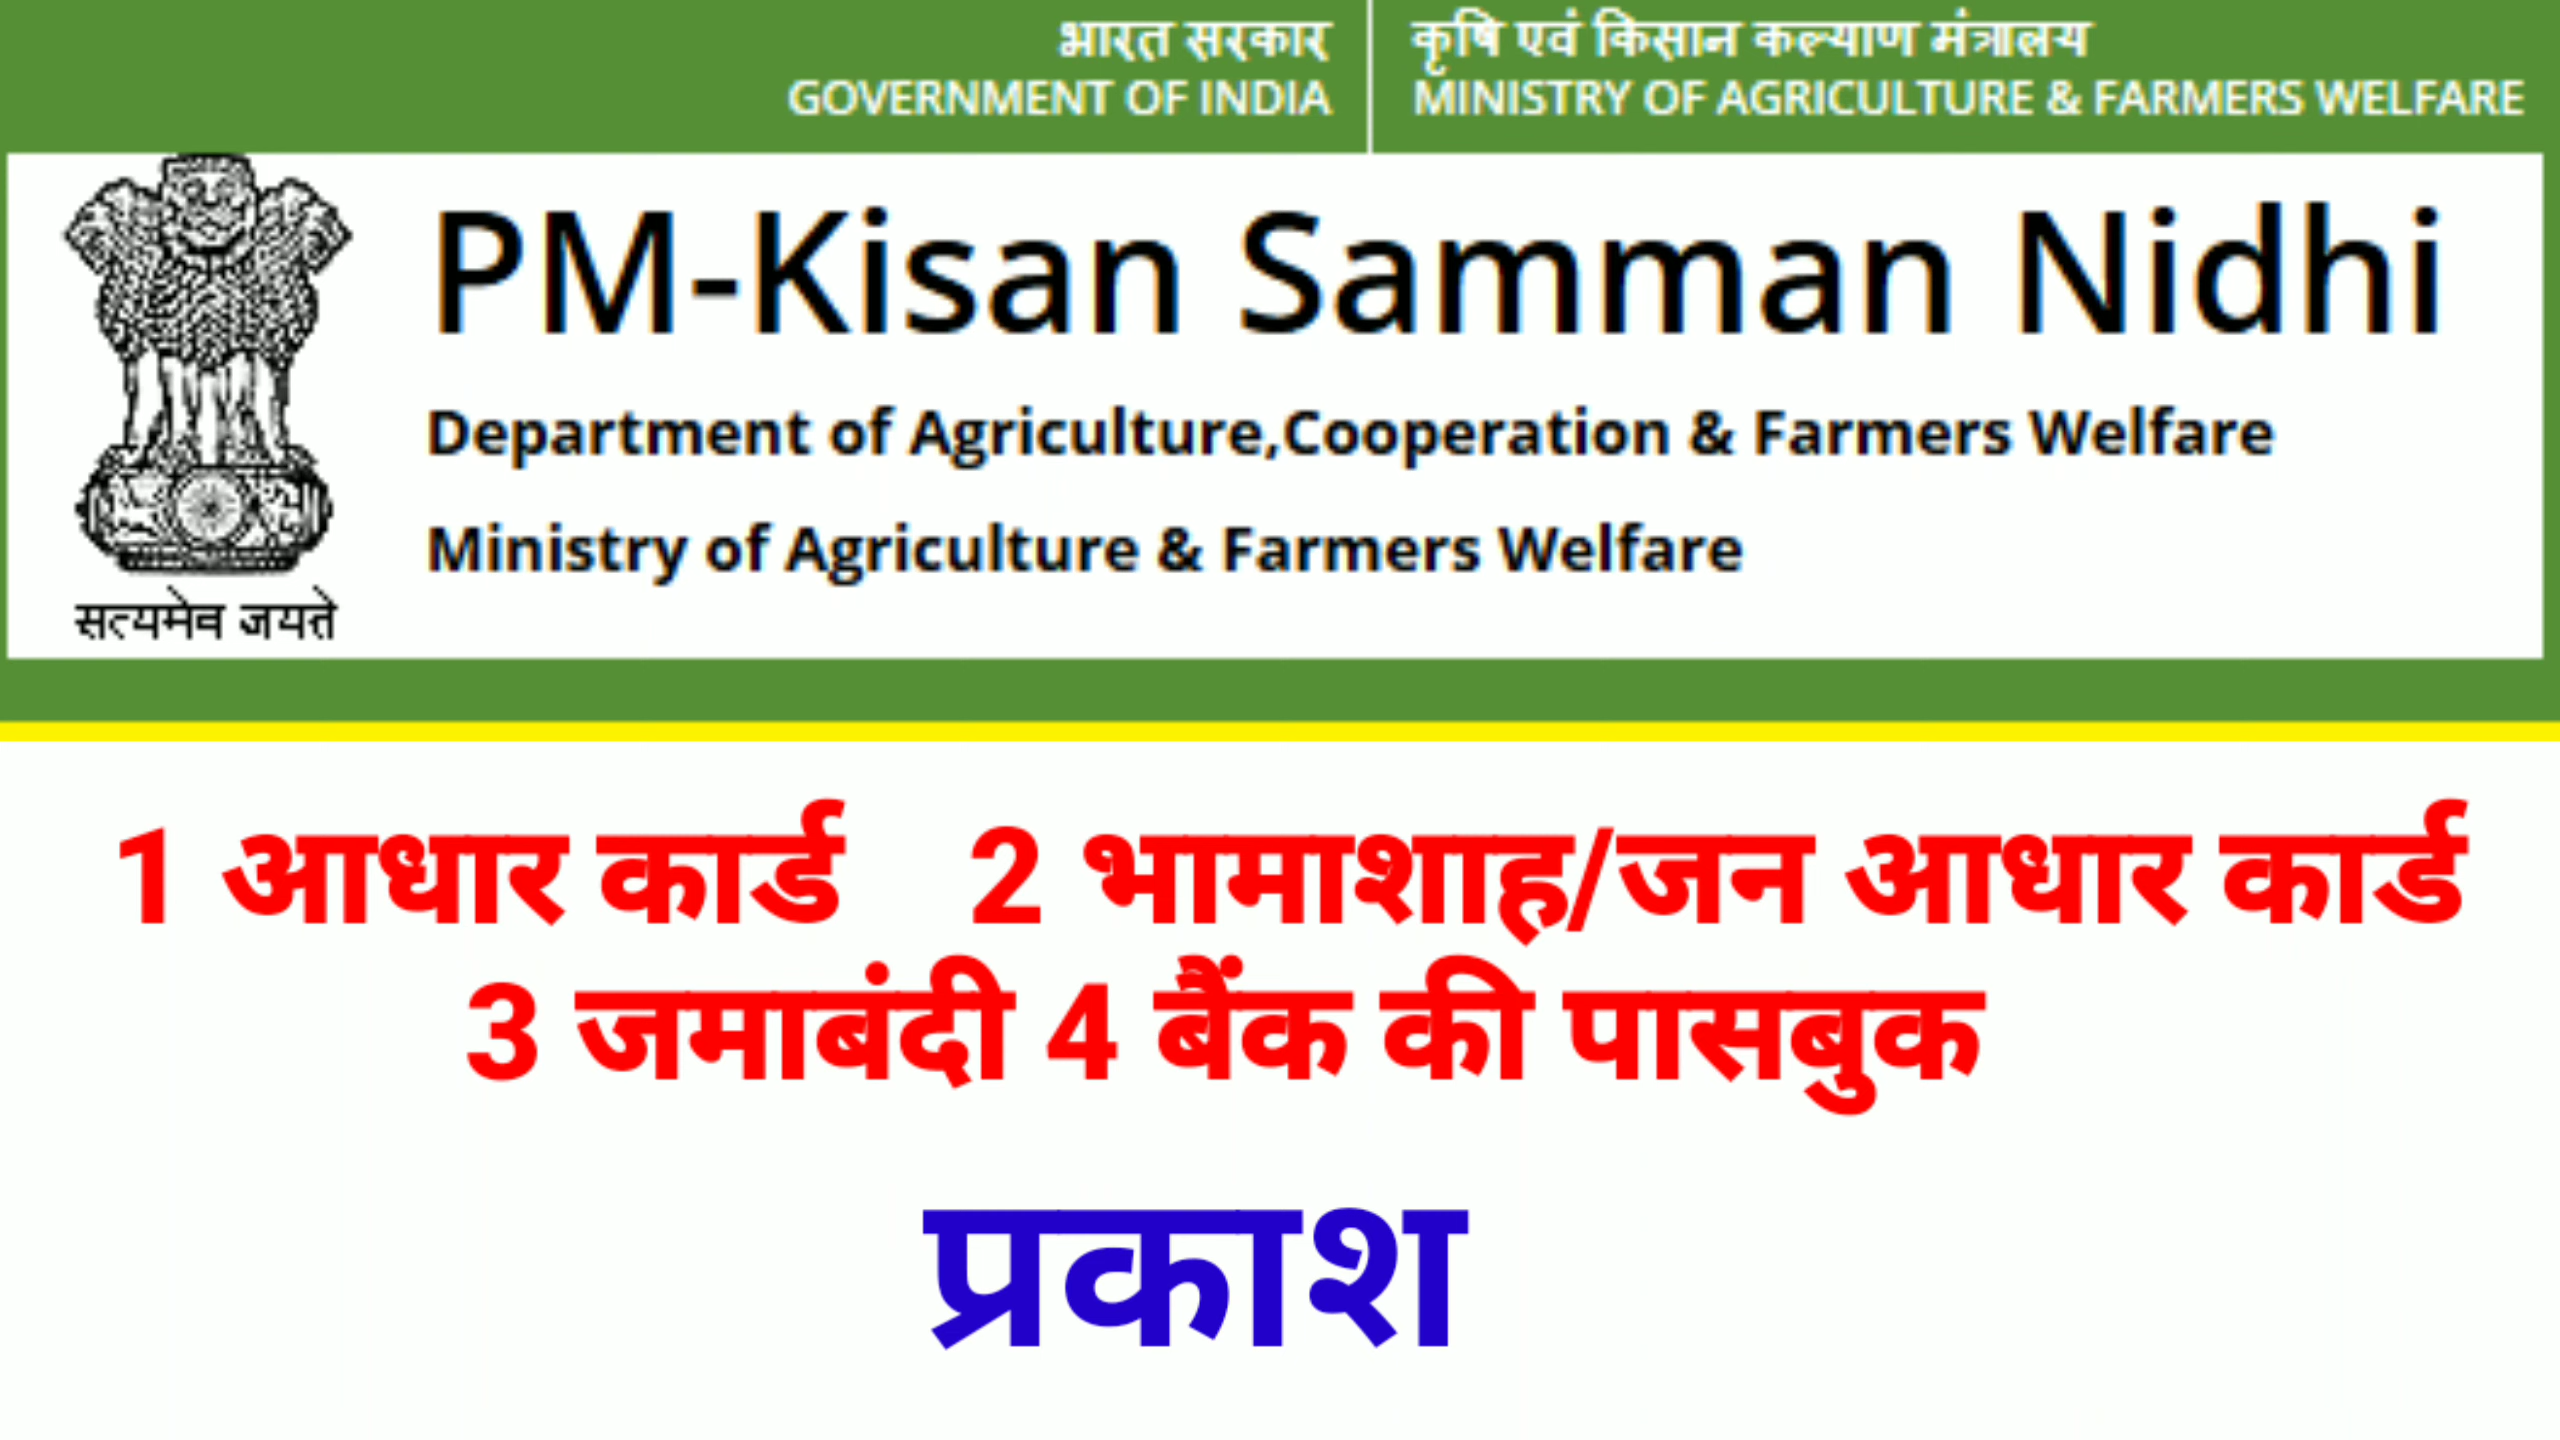 भारत सरकार
GOVERNMENT OF INDIA
कृषि एवं किसान कल्याण मंत्रालय
MINISTRY OF AGRICULTURE & FARMERS WELFARE
PM-Kisan Samman Nidhi
Department of Agriculture,Cooperation & Farmers Welfare
Ministry of Agriculture & Farmers Welfare
सत्यमेव जयते
1 आधार कार्ड 2 भामाशाह/जन आधार कार्ड
3 जमाबंदी 4 बैंक की पासबुक
प्रकाश